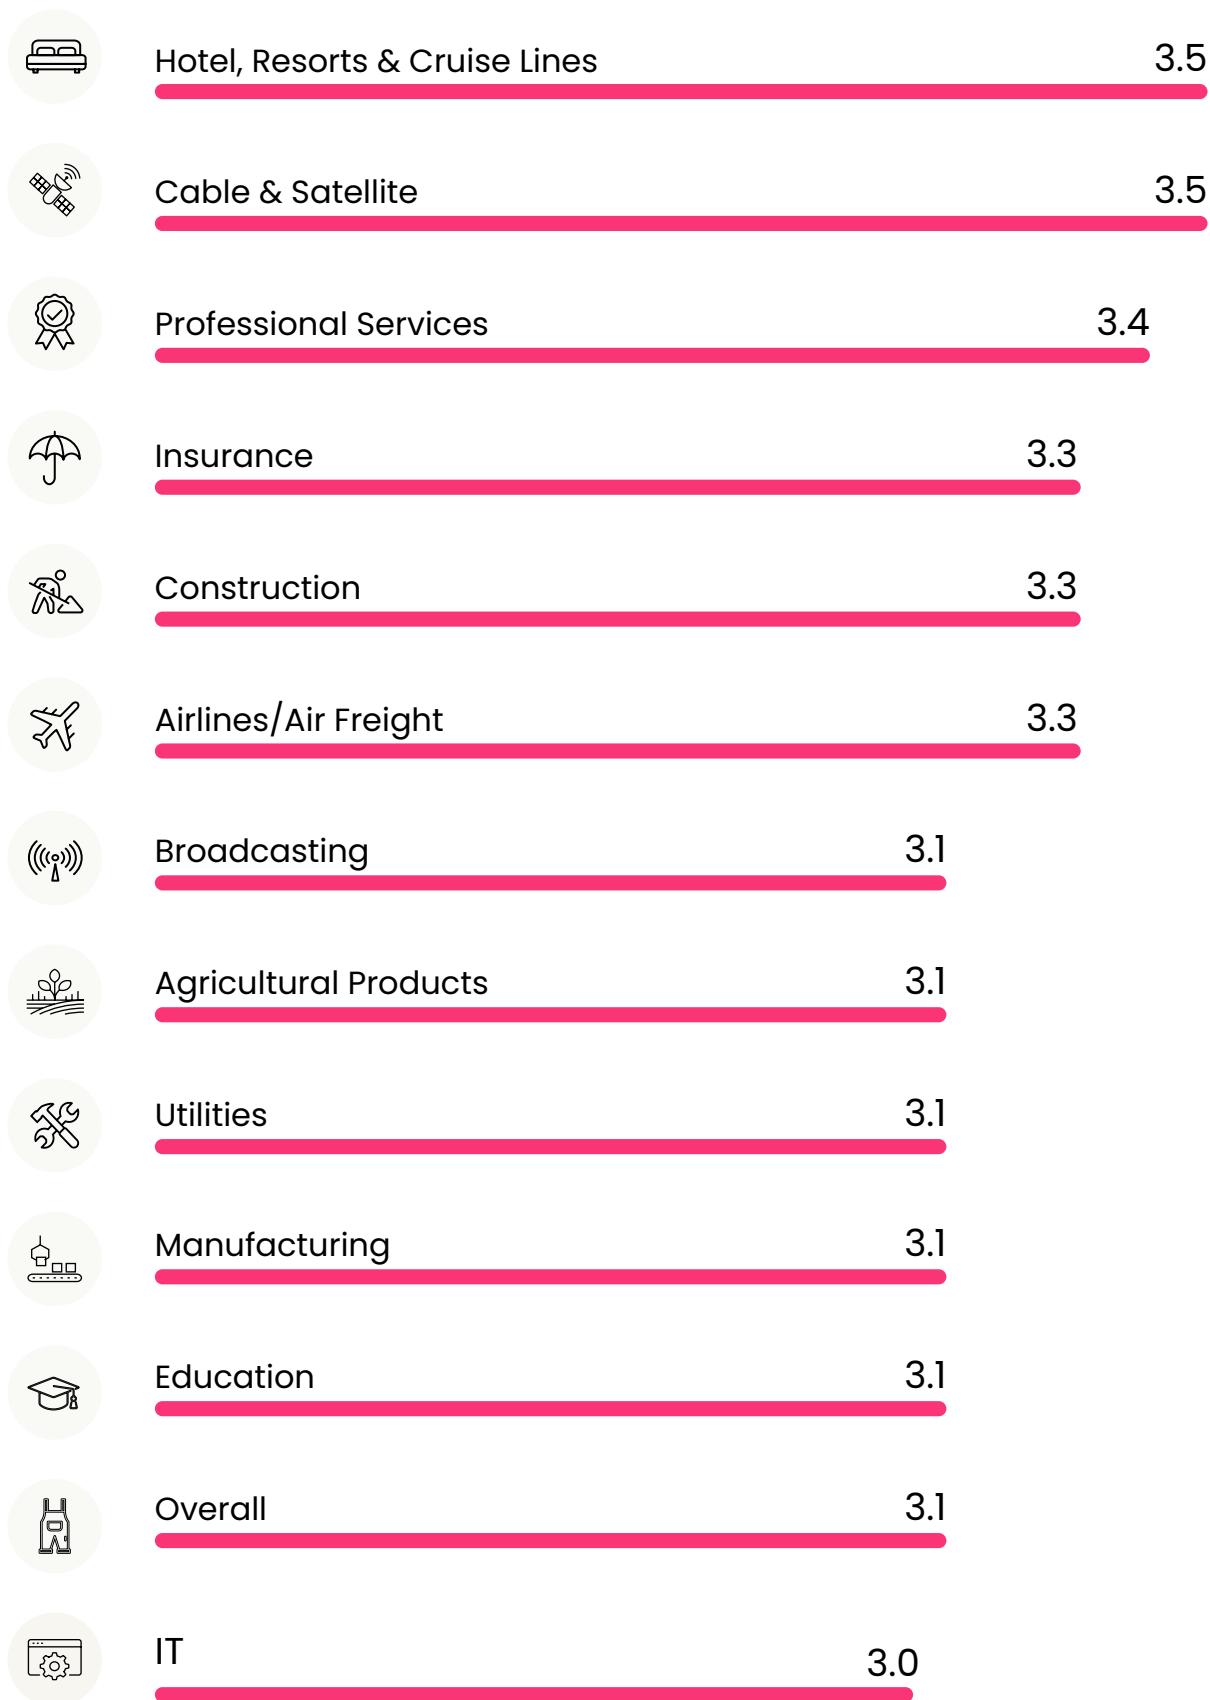 Hotel, Resorts & Cruise Lines 3.5
Cable & Satellite 3.5
Professional Services 3.4
Insurance 3.3
Construction 3.3
Airlines/Air Freight 3.3
Broadcasting 3.1
Agricultural Products 3.1
Utilities 3.1
Manufacturing 3.1
Education 3.1
Overall 3.1
IT 3.0